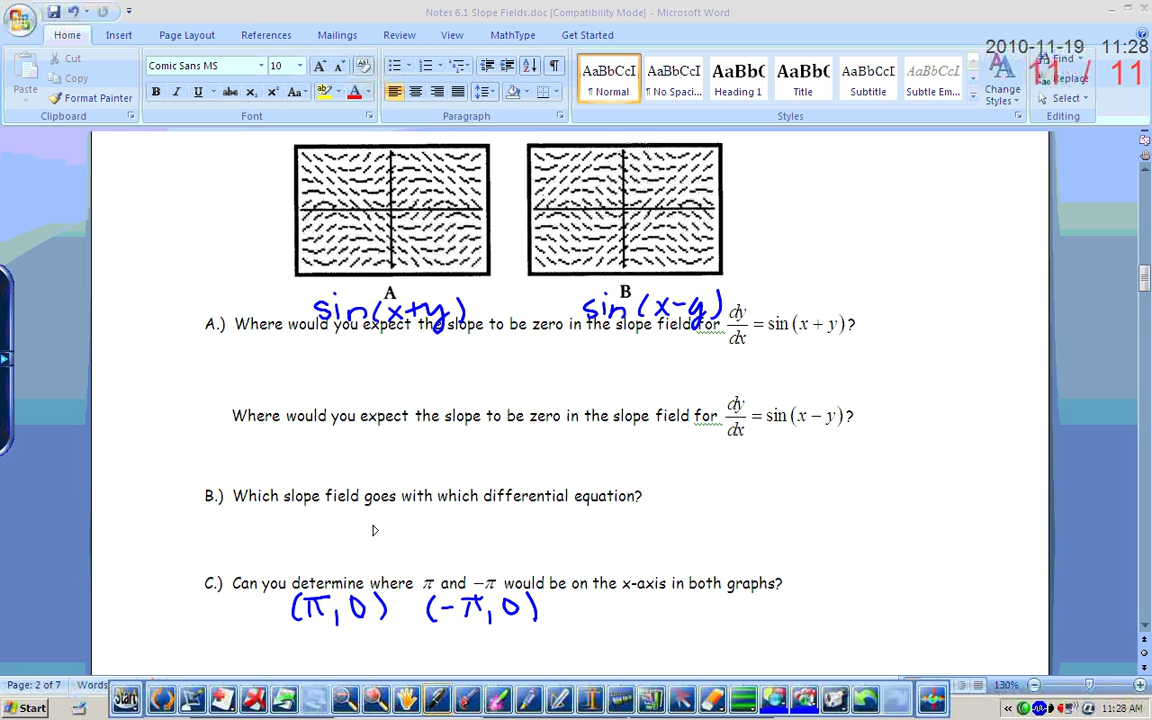 Notes 6.1 Slope Fields.doc [Compatibility Mode] - Microsoft Word
Home Insert Page Layout References Mailings Review View MathType Get Started
2010-11-19 11:28
11 / 11
Paste
Cut
Copy
Format Painter
Clipboard
Comic Sans MS 10
Font
Paragraph
AaBbCcI AaBbCcI AaBb( AaBb( AaBbCcI AaBbCcI
¶ Normal ¶ No Spaci... Heading 1 Title Subtitle Subtle Em...
Styles
Change Styles
Find
Replace
Select
Editing
A B
sin(x+y) sin(x-y)
A.) Where would you expect the slope to be zero in the slope field for dy/dx = sin(x + y)?
Where would you expect the slope to be zero in the slope field for dy/dx = sin(x − y)?
B.) Which slope field goes with which differential equation?
C.) Can you determine where π and −π would be on the x-axis in both graphs?
(π, 0) (-π, 0)
Page: 2 of 7 Words
130%
Start
Start 11:28 AM